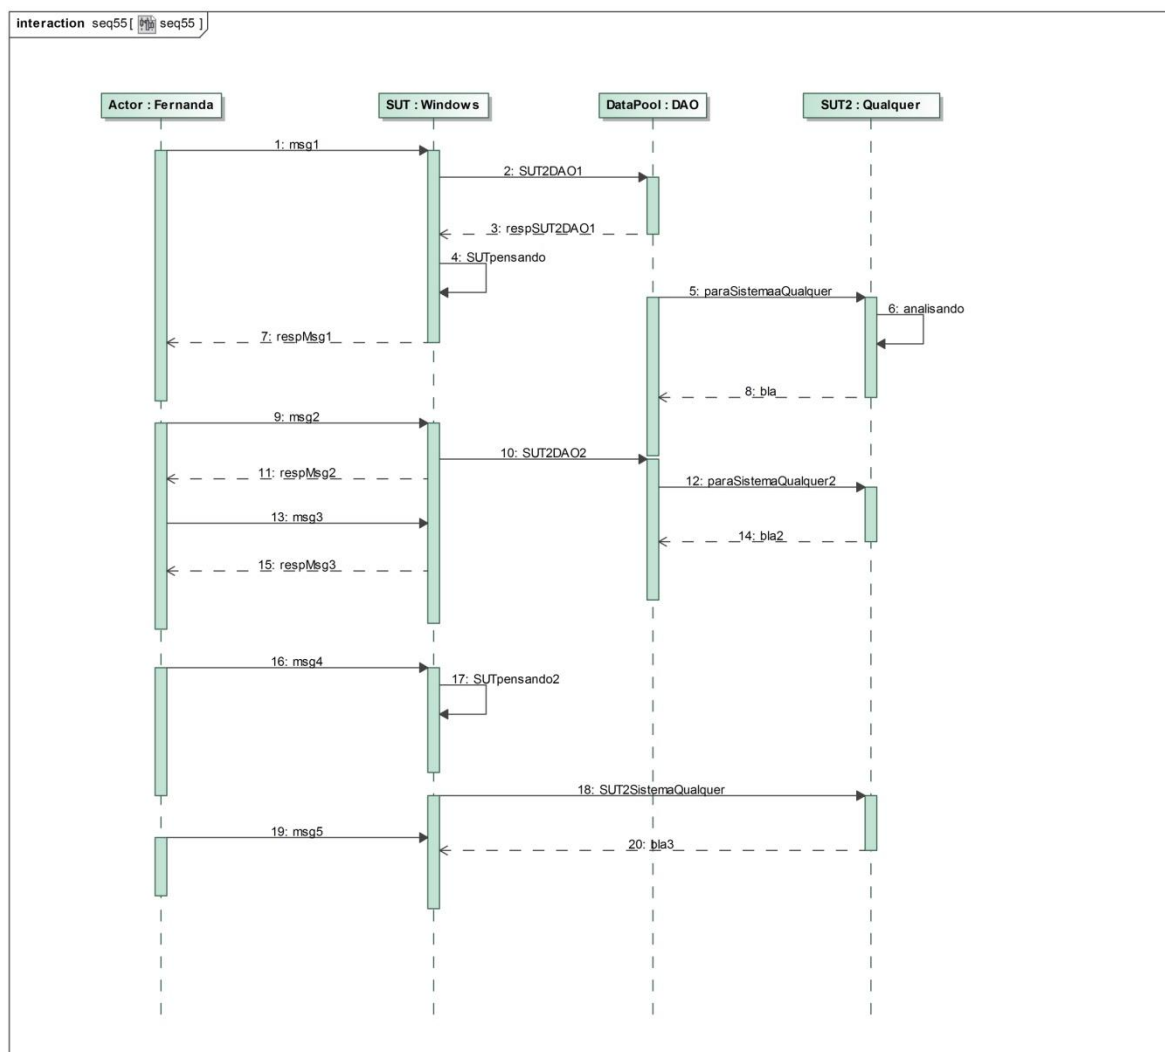 interaction seq55[ seq55 ]
Actor : Fernanda
SUT : Windows
DataPool : DAO
SUT2 : Qualquer
1: msg1
2: SUT2DAO1
3: respSUT2DAO1
4: SUTpensando
5: paraSistemaaQualquer
6: analisando
7: respMsg1
8: bla
9: msg2
10: SUT2DAO2
11: respMsg2
12: paraSistemaQualquer2
13: msg3
14: bla2
15: respMsg3
16: msg4
17: SUTpensando2
18: SUT2SistemaQualquer
19: msg5
20: bla3